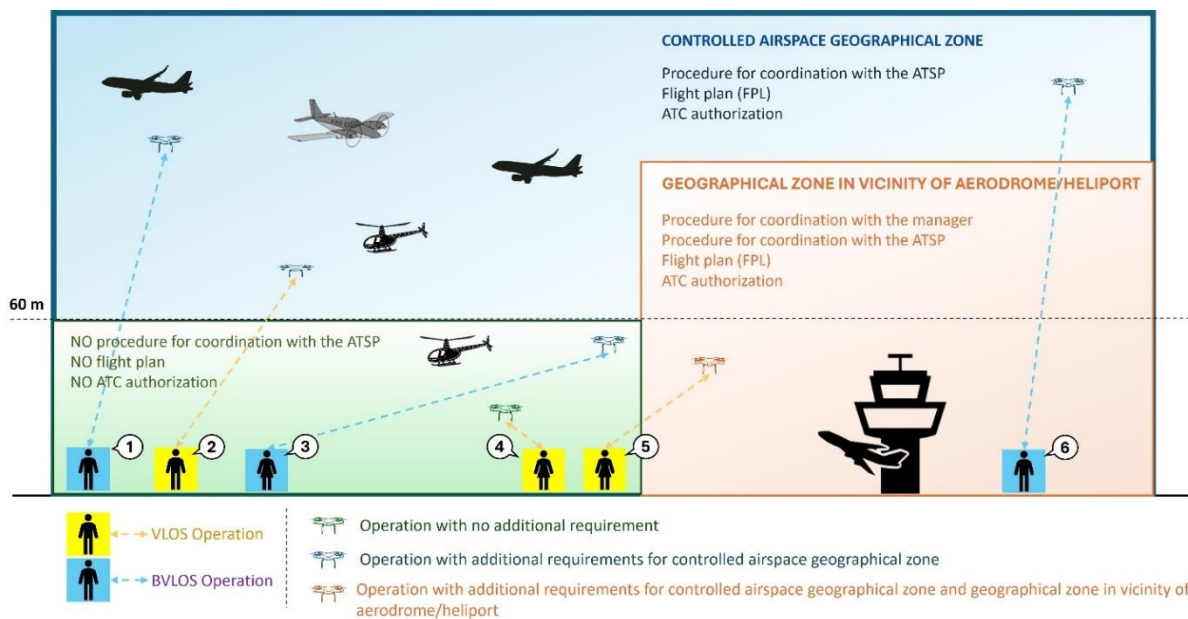 CONTROLLED AIRSPACE GEOGRAPHICAL ZONE
Procedure for coordination with the ATSP
Flight plan (FPL)
ATC authorization
GEOGRAPHICAL ZONE IN VICINITY OF AERODROME/HELIPORT
Procedure for coordination with the manager
Procedure for coordination with the ATSP
Flight plan (FPL)
ATC authorization
60 m
NO procedure for coordination with the ATSP
NO flight plan
NO ATC authorization
1
2
3
4
5
6
VLOS Operation
BVLOS Operation
Operation with no additional requirement
Operation with additional requirements for controlled airspace geographical zone
Operation with additional requirements for controlled airspace geographical zone and geographical zone in vicinity of
aerodrome/heliport